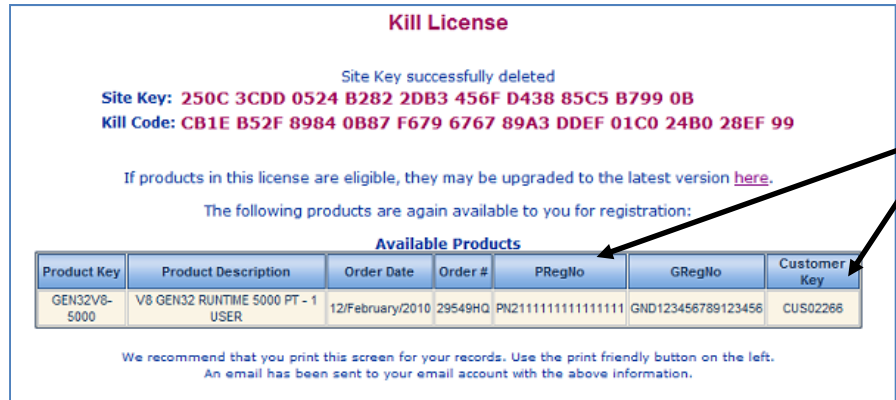 Kill License
Site Key successfully deleted
Site Key: 250C 3CDD 0524 B282 2DB3 456F D438 85C5 B799 0B
Kill Code: CB1E B52F 8984 0B87 F679 6767 89A3 DDEF 01C0 24B0 28EF 99
If products in this license are eligible, they may be upgraded to the latest version here.
The following products are again available to you for registration:
Available Products
Product Key Product Description Order Date Order # PRegNo GRegNo Customer Key
GEN32V8-5000 V8 GEN32 RUNTIME 5000 PT - 1 USER 12/February/2010 29549HQ PN2111111111111111 GND123456789123456 CUS02266
We recommend that you print this screen for your records. Use the print friendly button on the left.
An email has been sent to your email account with the above information.